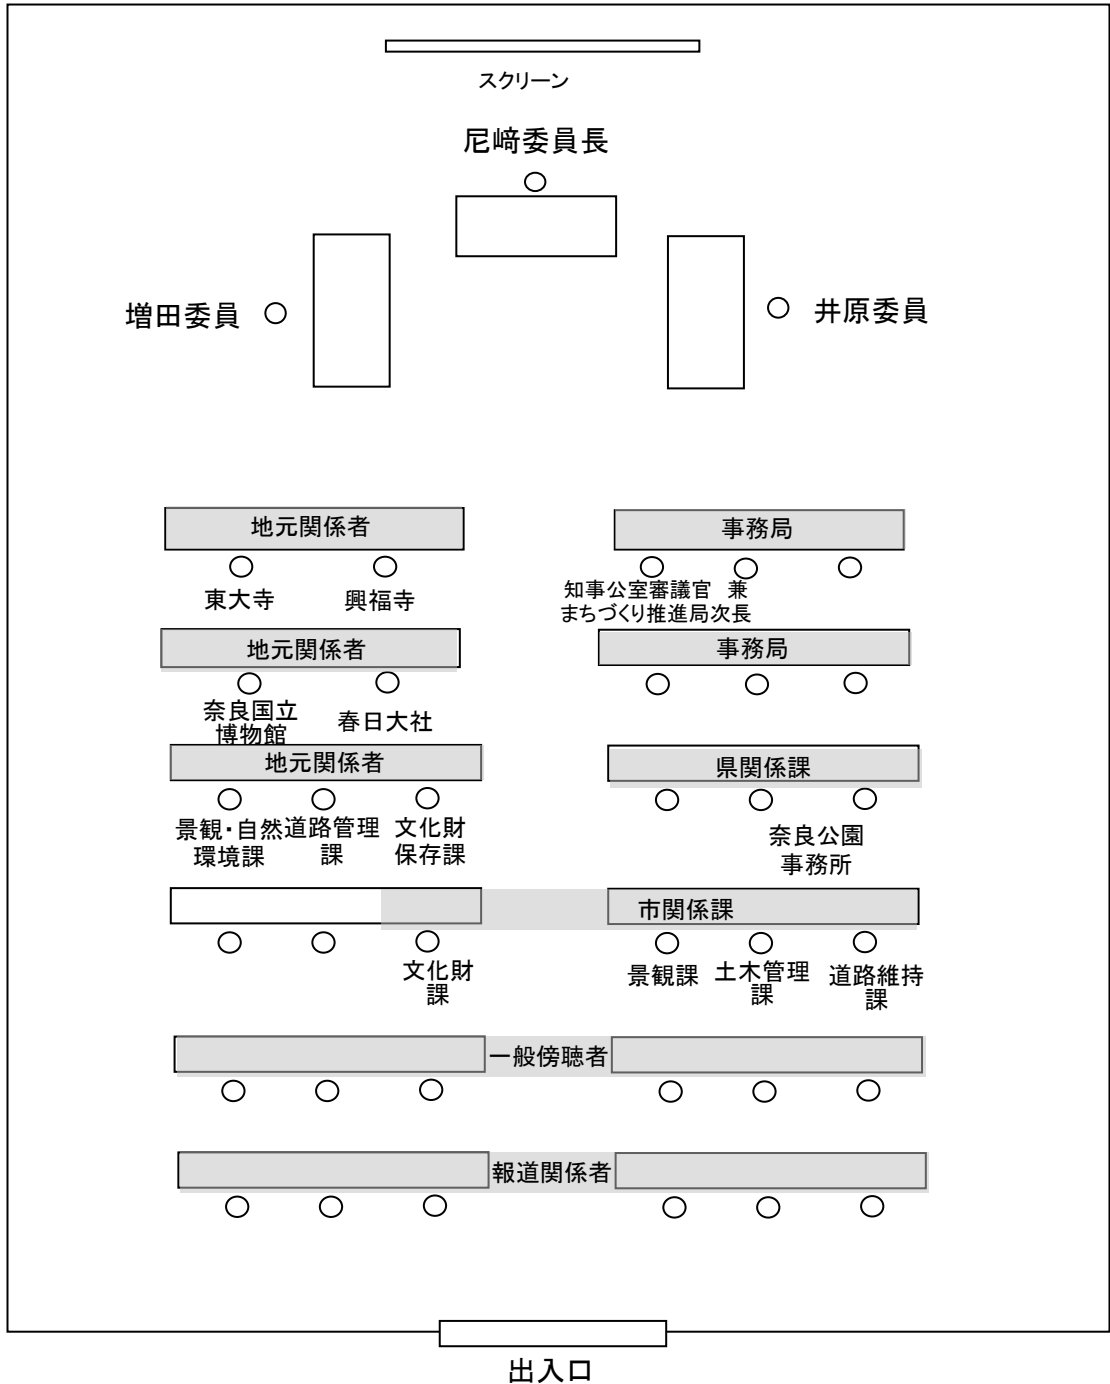 スクリーン
尼﨑委員長
増田委員
井原委員
地元関係者
事務局
東大寺
興福寺
知事公室審議官　兼
まちづくり推進局次長
地元関係者
事務局
奈良国立
博物館
春日大社
地元関係者
県関係課
景観・自然
環境課
道路管理
課
文化財
保存課
奈良公園
事務所
市関係課
文化財
課
景観課
土木管理
課
道路維持
課
一般傍聴者
報道関係者
出入口